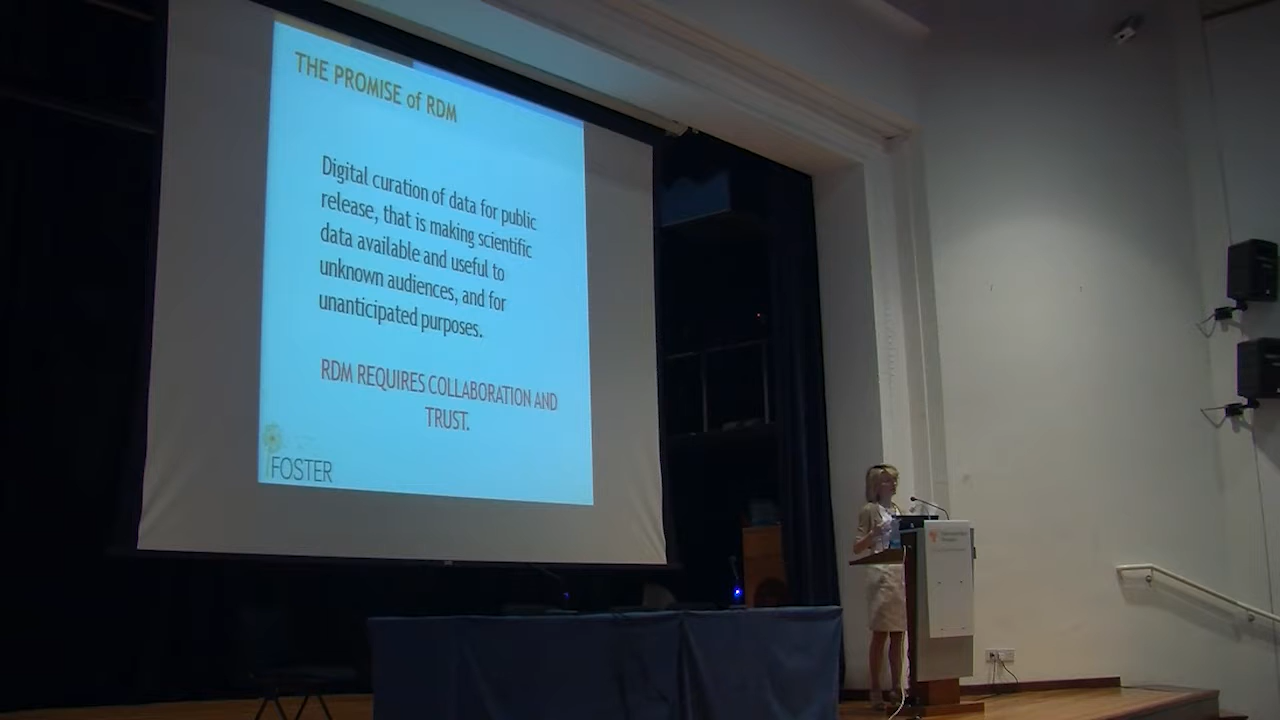 THE PROMISE of RDM
Digital curation of data for public
release, that is making scientific
data available and useful to
unknown audiences, and for
unanticipated purposes.
RDM REQUIRES COLLABORATION AND
TRUST.
FOSTER